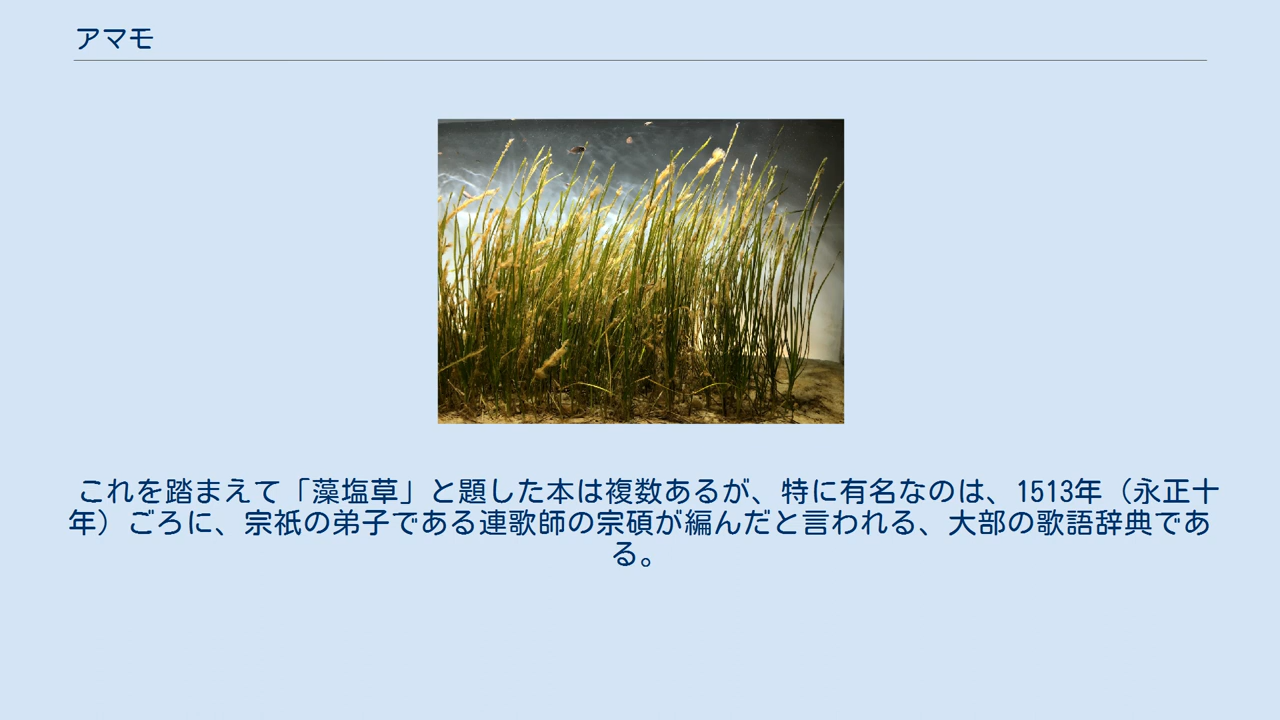 アマモ
これを踏まえて「藻塩草」と題した本は複数あるが、特に有名なのは、1513年（永正十
年）ごろに、宗祇の弟子である連歌師の宗碩が編んだと言われる、大部の歌語辞典であ
る。